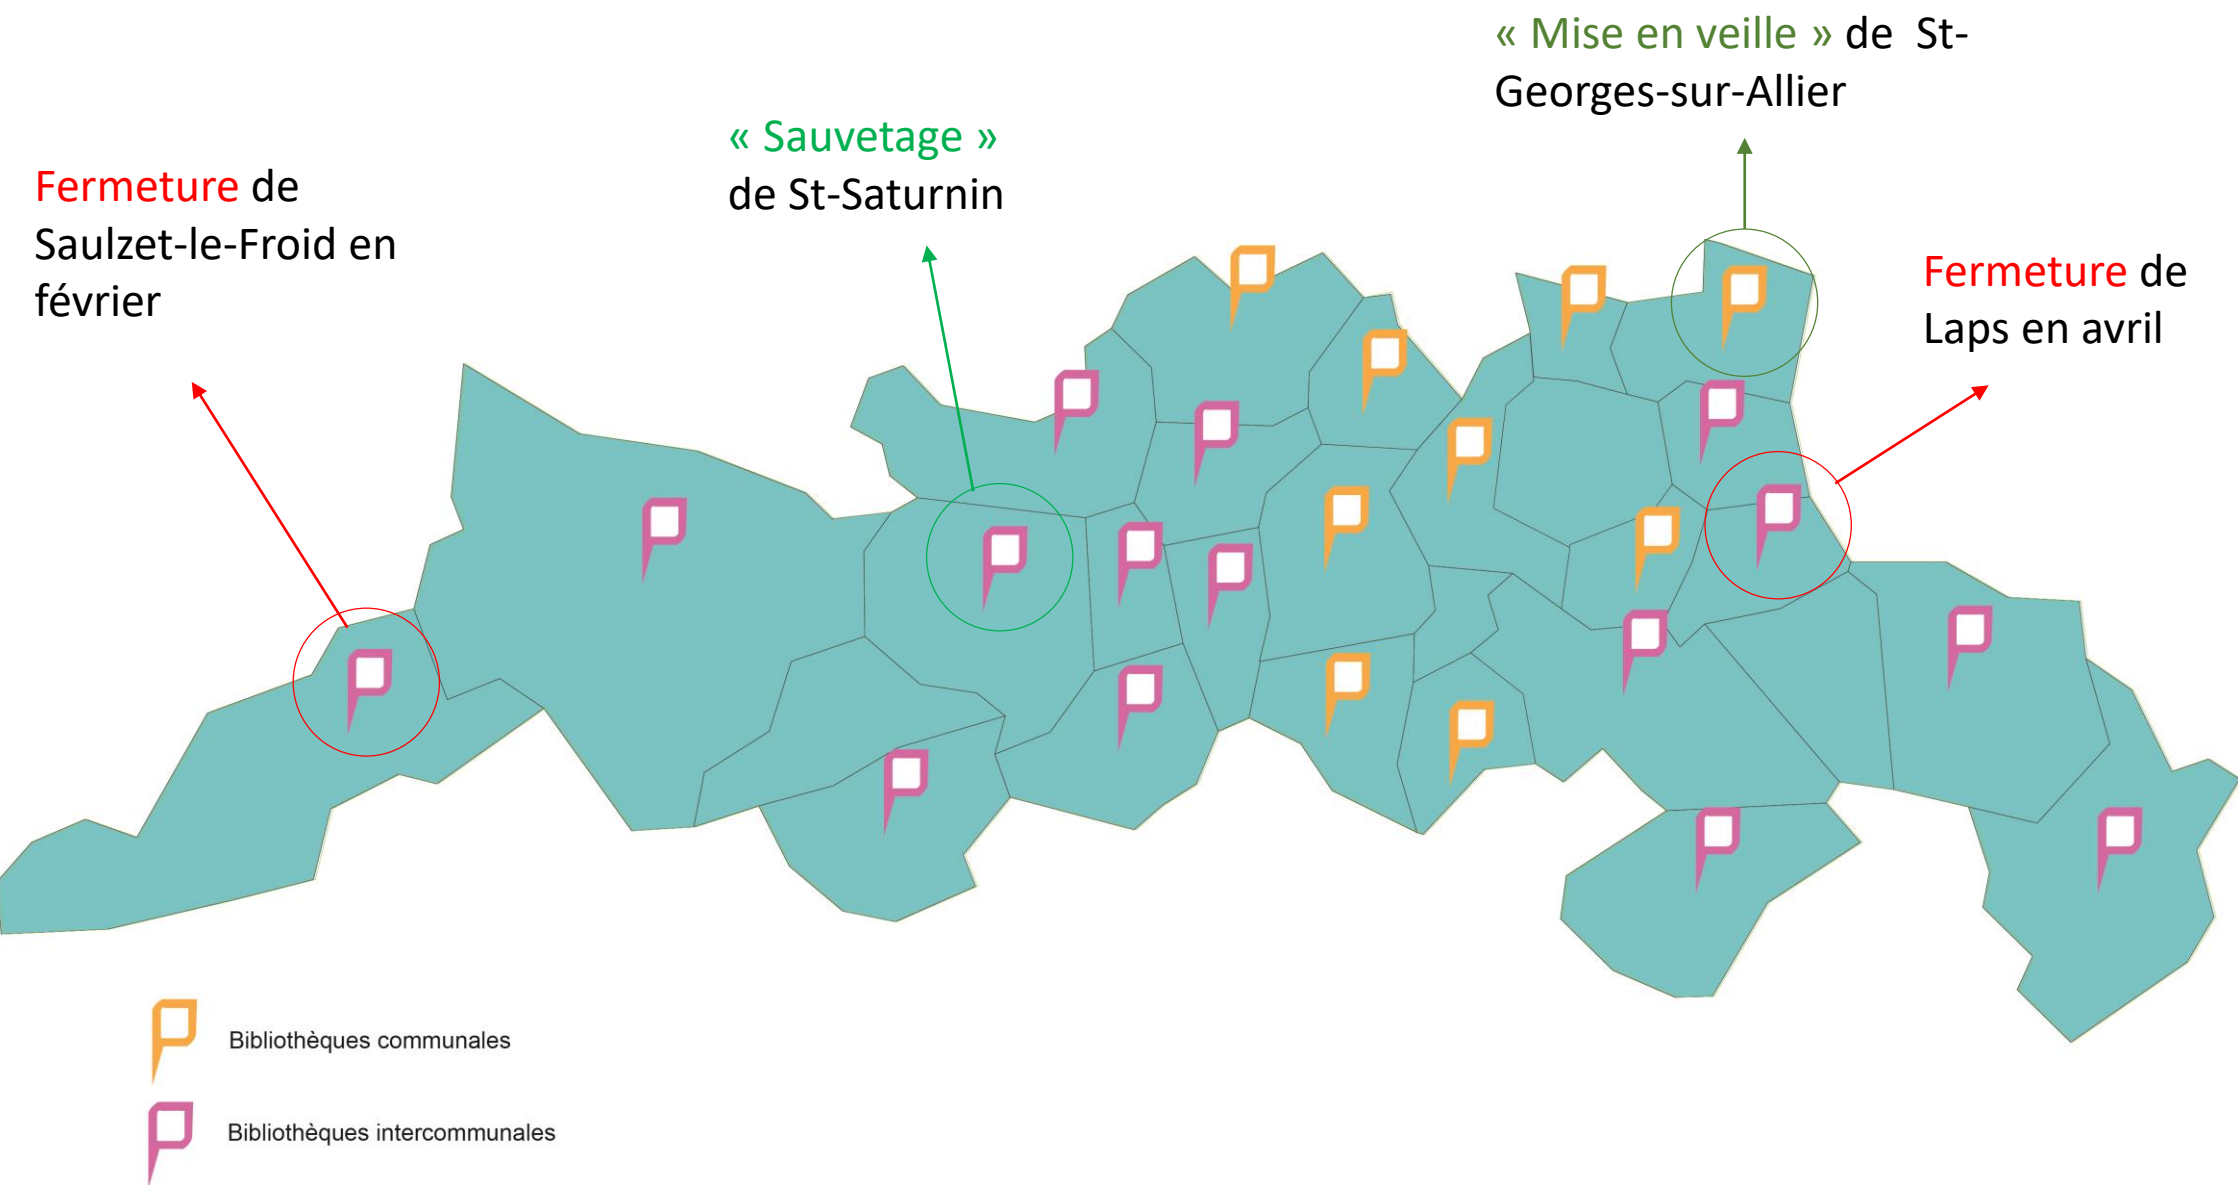 « Mise en veille » de St-
Georges-sur-Allier
« Sauvetage »
de St-Saturnin
Fermeture de
Saulzet-le-Froid en
février
Fermeture de
Laps en avril
Bibliothèques communales
Bibliothèques intercommunales